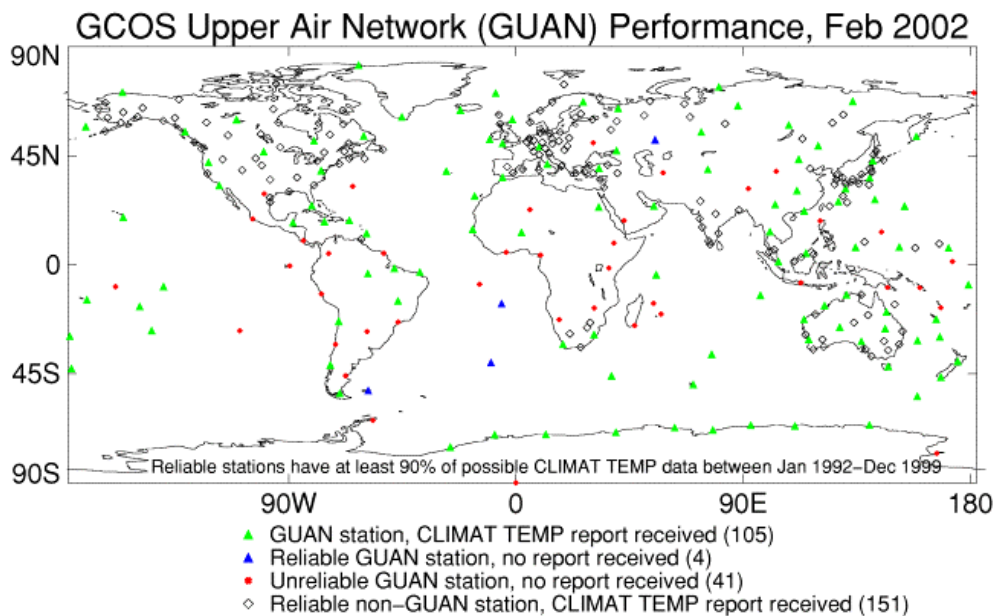 GCOS Upper Air Network (GUAN) Performance, Feb 2002
90N
45N
0
45S
90S
Reliable stations have at least 90% of possible CLIMAT TEMP data between Jan 1992−Dec 1999
90W 0 90E 180
GUAN station, CLIMAT TEMP report received (105)
Reliable GUAN station, no report received (4)
Unreliable GUAN station, no report received (41)
Reliable non−GUAN station, CLIMAT TEMP report received (151)